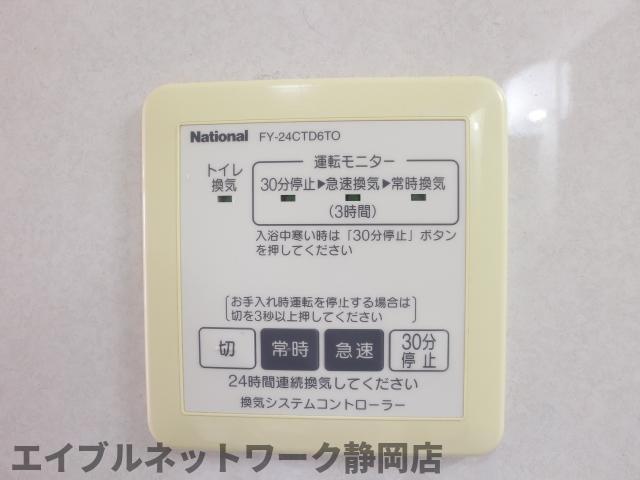 National FY-24CTD6TO
トイレ
換気
運転モニター
30分停止▶急速換気▶常時換気
(3時間)
入浴中寒い時は「30分停止」ボタン
を押してください
お手入れ時運転を停止する場合は
切を3秒以上押してください
切 常時 急速 30分
停止
24時間連続換気してください
換気システムコントローラー
エイブルネットワーク静岡店